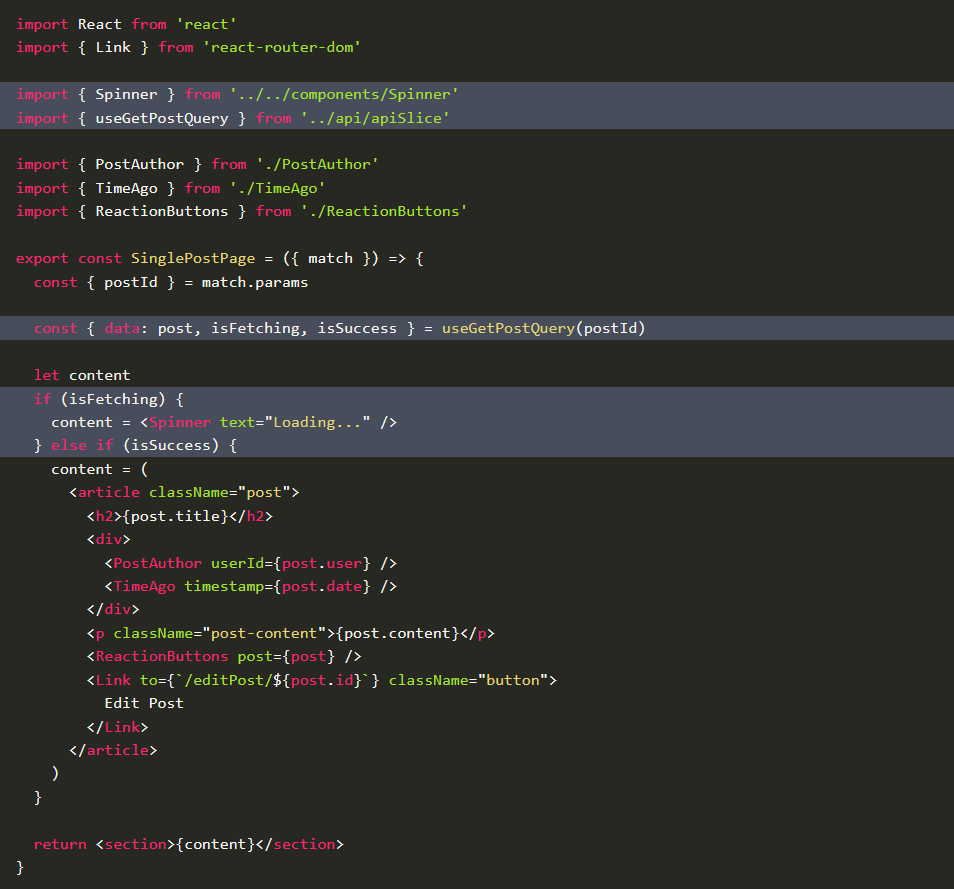 import React from 'react'
import { Link } from 'react-router-dom'

import { Spinner } from '../../components/Spinner'
import { useGetPostQuery } from '../api/apiSlice'

import { PostAuthor } from './PostAuthor'
import { TimeAgo } from './TimeAgo'
import { ReactionButtons } from './ReactionButtons'

export const SinglePostPage = ({ match }) => {
  const { postId } = match.params

  const { data: post, isFetching, isSuccess } = useGetPostQuery(postId)

  let content
  if (isFetching) {
    content = <Spinner text="Loading..." />
  } else if (isSuccess) {
    content = (
      <article className="post">
        <h2>{post.title}</h2>
        <div>
          <PostAuthor userId={post.user} />
          <TimeAgo timestamp={post.date} />
        </div>
        <p className="post-content">{post.content}</p>
        <ReactionButtons post={post} />
        <Link to={`/editPost/${post.id}`} className="button">
          Edit Post
        </Link>
      </article>
    )
  }

  return <section>{content}</section>
}